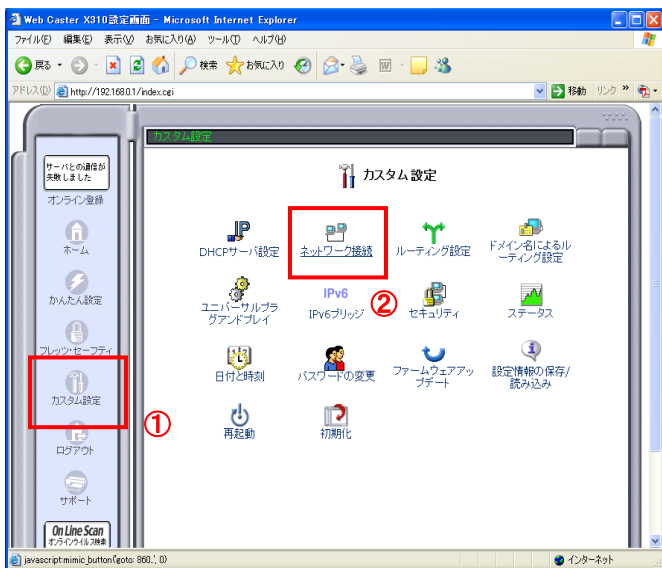 Web Caster X310設定画面 - Microsoft Internet Explorer
ファイル(F) 編集(E) 表示(V) お気に入り(A) ツール(T) ヘルプ(H)
戻る 検索 お気に入り
アドレス(D) http://192.168.0.1/index.cgi 移動 リンク »
カスタム設定
サーバとの通信が
失敗しました
オンライン登録
ホーム
かんたん設定
フレッツ・セーフティ
カスタム設定
①
ログアウト
サポート
On Line Scan
オンラインウイルス検索
カスタム 設定
DHCPサーバ設定
ネットワーク接続
ルーティング設定
ドメイン名によるル
ーティング設定
ユニバーサルプラ
グアンドプレイ
IPv6
IPv6ブリッジ
②
セキュリティ
ステータス
日付と時刻
パスワードの変更
ファームウェアアッ
プデート
設定情報の保存/
読み込み
再起動
初期化
javascript:mimic_button('goto: 860..', 0) インターネット